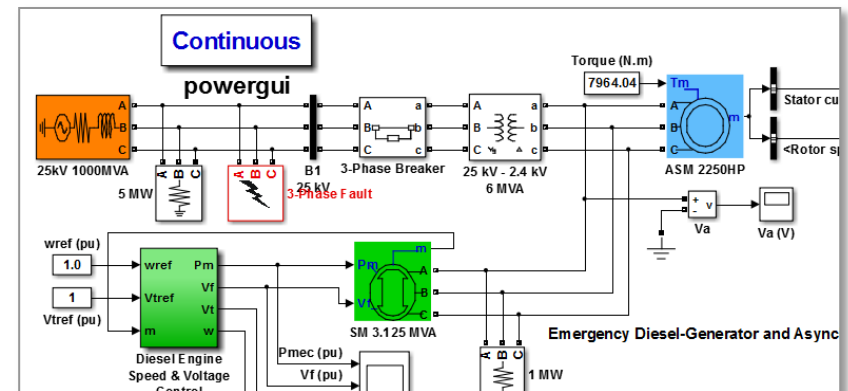 Continuous
powergui
Torque (N.m)
7964.04
Tm
A
B
C
m
Stator cu
<Rotor sp
ASM 2250HP
A
B
C
25kV 1000MVA
A B C
5 MW
A B C
3-Phase Fault
B1
25 kV
A
B
C
a
b
c
3-Phase Breaker
A
B
C
a
b
c
25 kV - 2.4 kV
6 MVA
+
-
v
Va
Va (V)
wref (pu)
1.0
1
Vtref (pu)
wref
Vtref
m
Pm
Vf
Vt
w
Diesel Engine
Speed & Voltage
Control
Pm
Vf_
m
A
B
C
SM 3.125 MVA
Pmec (pu)
Vf (pu)
A B C
1 MW
Emergency Diesel-Generator and Async